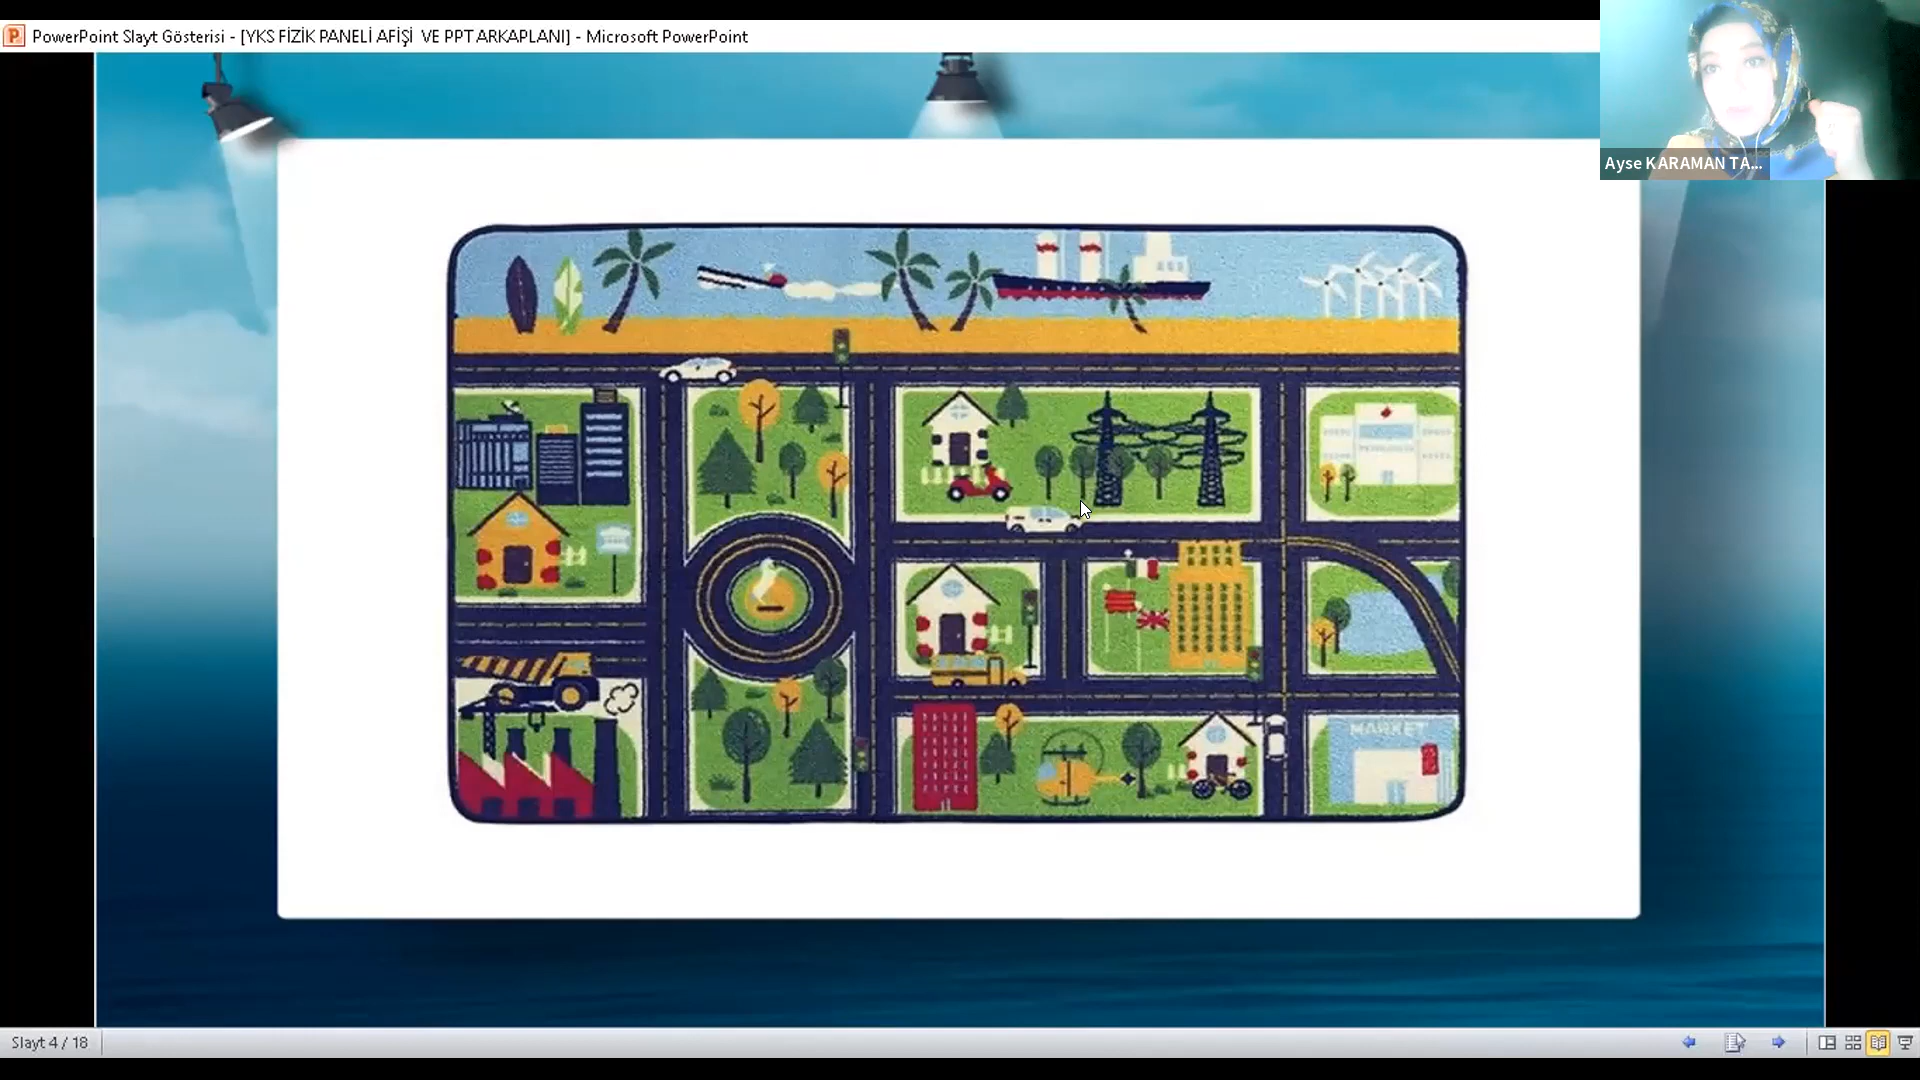 PowerPoint Slayt Gösterisi - [YKS FİZİK PANELİ AFİŞİ VE PPT ARKAPLANI] - Microsoft PowerPoint
Ayse KARAMAN TA...
MARKET
Slayt 4 / 18